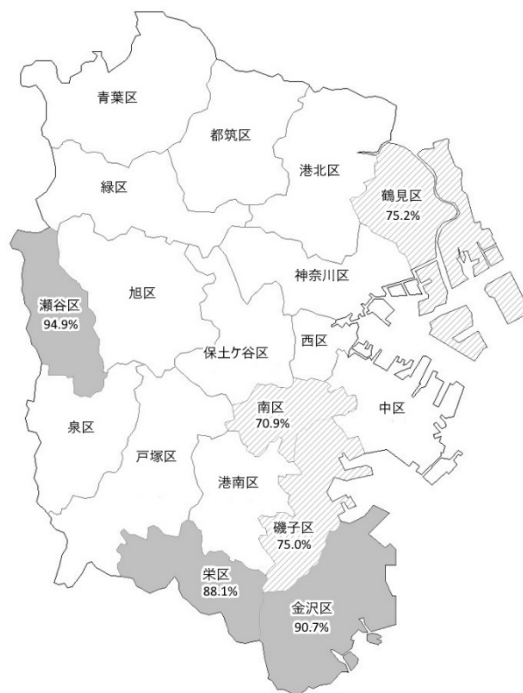 青葉区
都筑区
港北区
緑区
鶴見区
75.2%
神奈川区
瀬谷区
94.9%
旭区
保土ケ谷区
西区
南区
70.9%
中区
泉区
戸塚区
港南区
磯子区
75.0%
栄区
88.1%
金沢区
90.7%